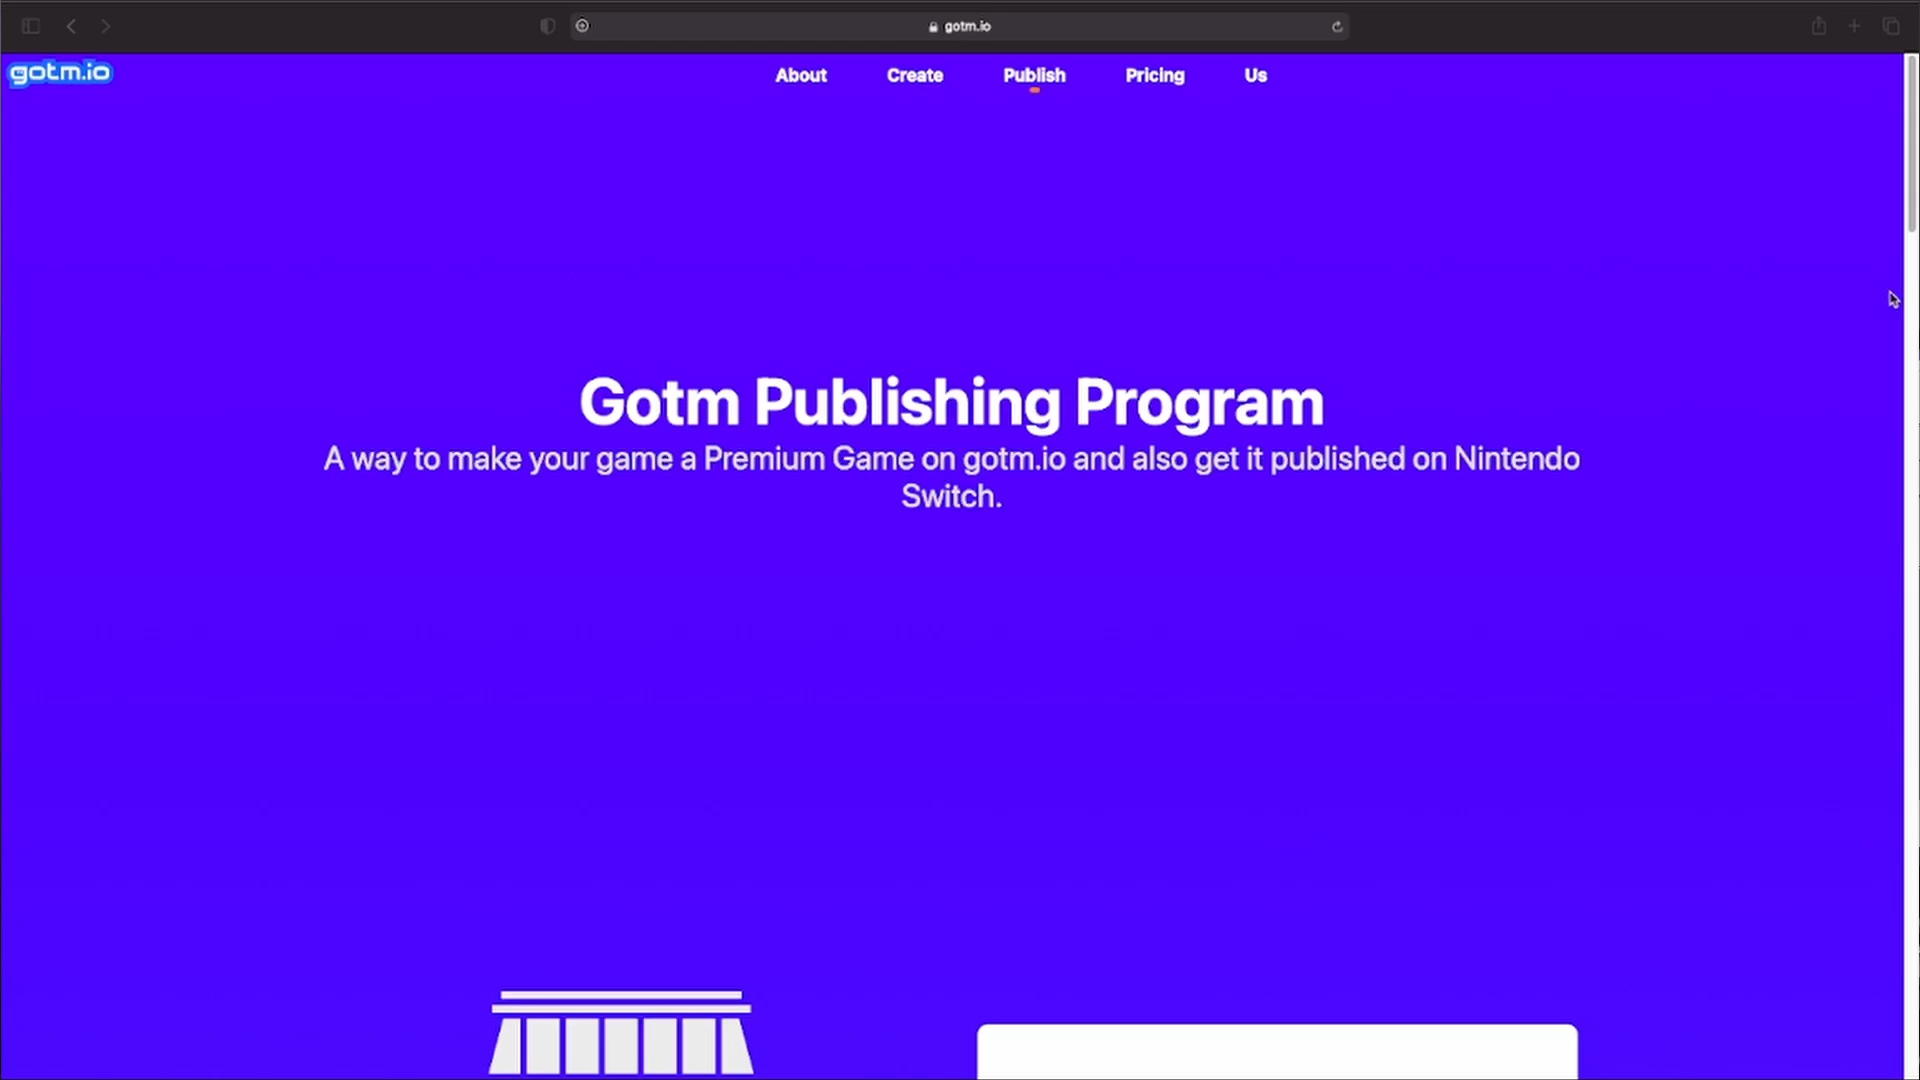 gotm.io
gotm.io
About Create Publish Pricing Us
Gotm Publishing Program
A way to make your game a Premium Game on gotm.io and also get it published on Nintendo
Switch.